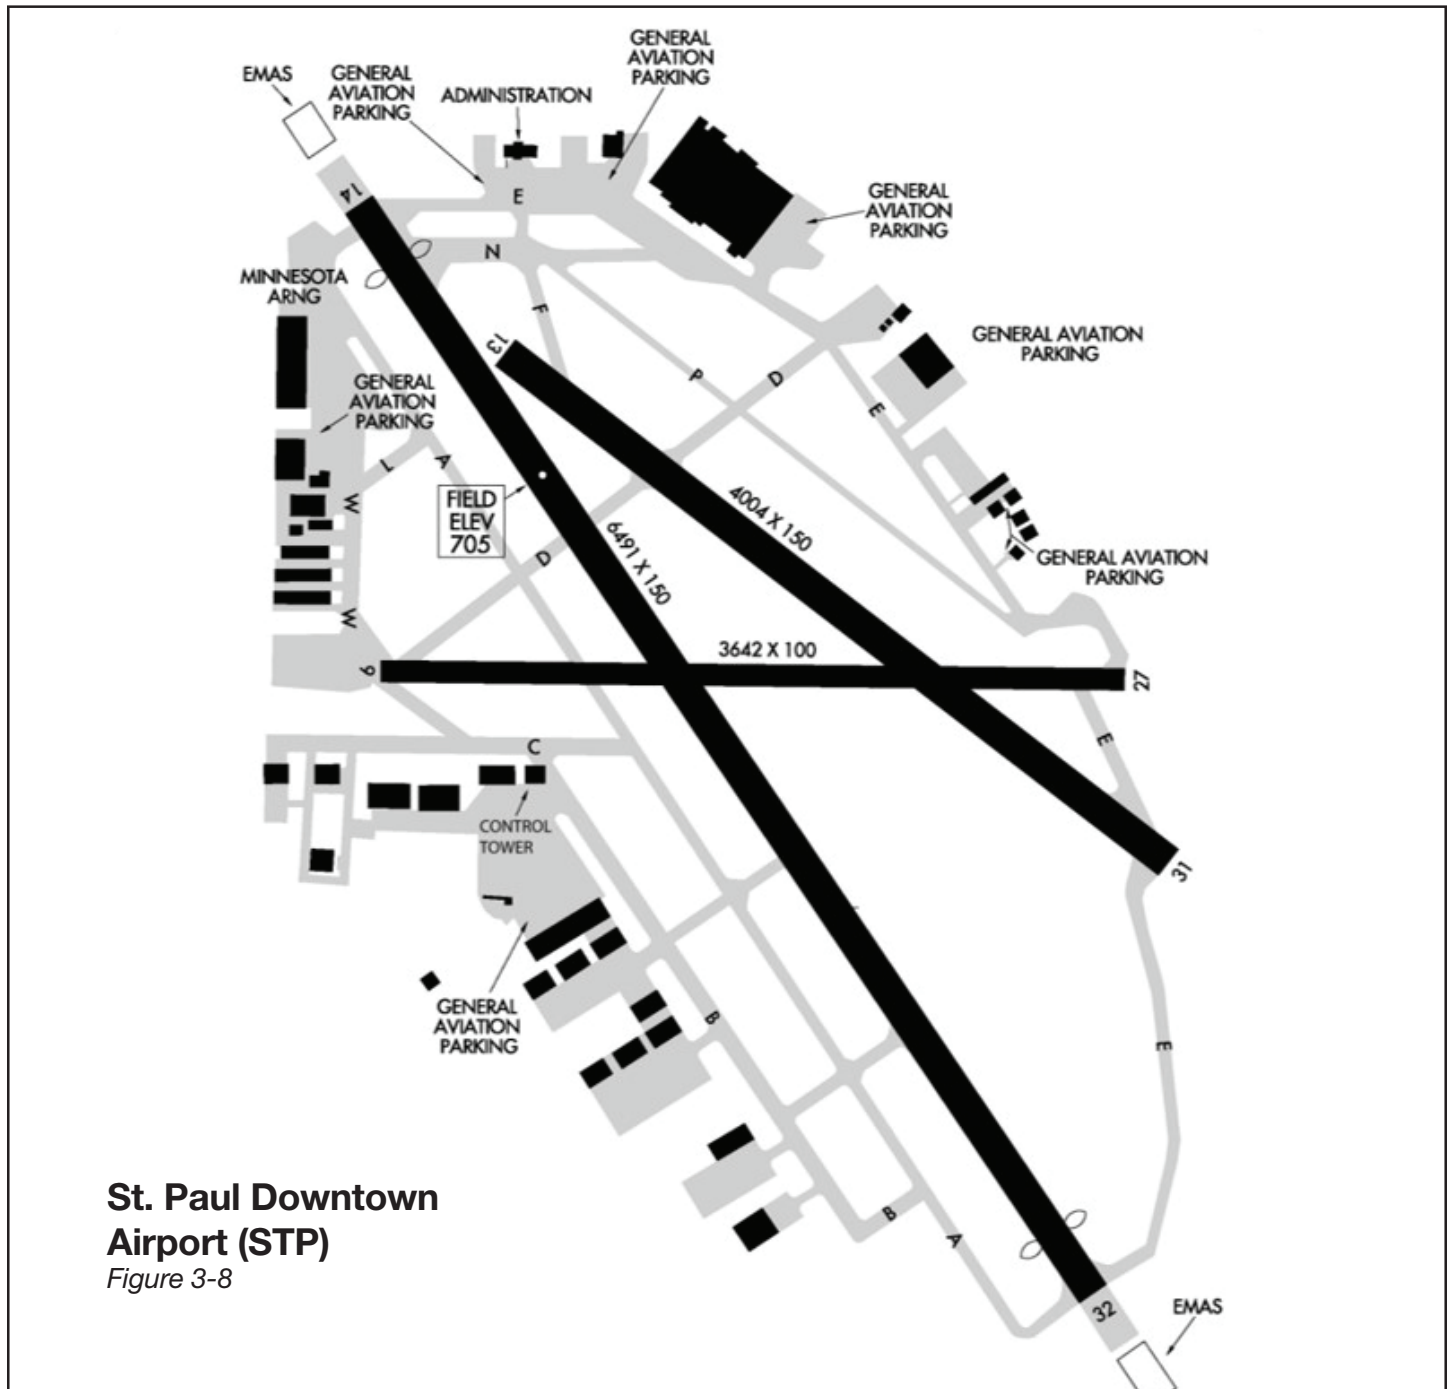 GENERAL
AVIATION
PARKING
EMAS
GENERAL
AVIATION
PARKING
ADMINISTRATION
14
E
GENERAL
AVIATION
PARKING
N
MINNESOTA
ARNG
F
13
GENERAL AVIATION
PARKING
P
D
E
GENERAL
AVIATION
PARKING
L
A
W
FIELD
ELEV
705
4004 X 150
6491 X 150
D
GENERAL AVIATION
PARKING
W
9
3642 X 100
27
E
C
CONTROL
TOWER
31
GENERAL
AVIATION
PARKING
B
E
St. Paul Downtown
Airport (STP)
Figure 3-8
B
A
32
EMAS